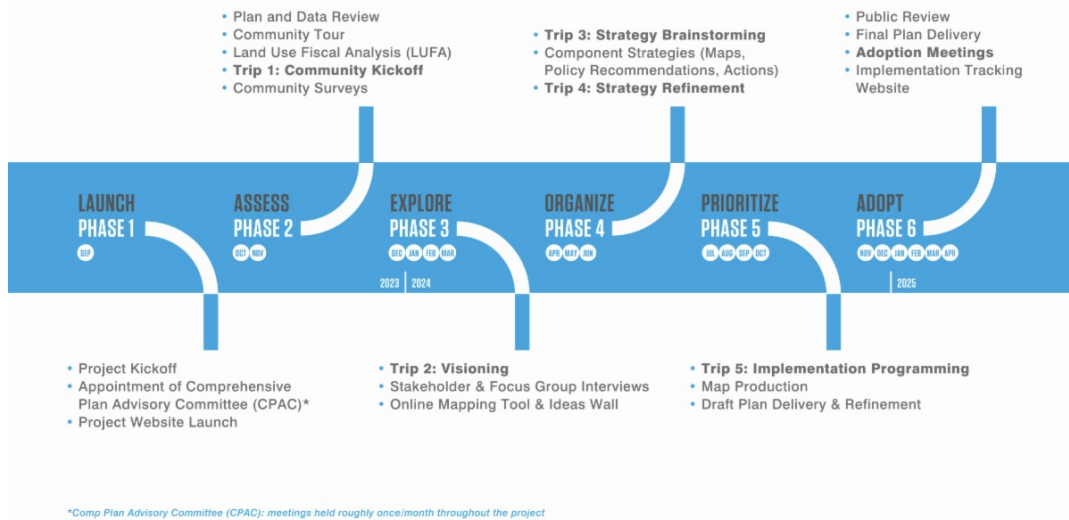 • Plan and Data Review
• Community Tour
• Land Use Fiscal Analysis (LUFA)
• Trip 1: Community Kickoff
• Community Surveys
• Trip 3: Strategy Brainstorming
• Component Strategies (Maps,
Policy Recommendations, Actions)
• Trip 4: Strategy Refinement
• Public Review
• Final Plan Delivery
• Adoption Meetings
• Implementation Tracking
Website
LAUNCH
PHASE 1
SEP
ASSESS
PHASE 2
OCT NOV
EXPLORE
PHASE 3
DEC JAN FEB MAR
2023 | 2024
ORGANIZE
PHASE 4
APR MAY JUN
PRIORITIZE
PHASE 5
JUL AUG SEP OCT
ADOPT
PHASE 6
NOV DEC JAN FEB MAR APR
2025
• Project Kickoff
• Appointment of Comprehensive
Plan Advisory Committee (CPAC)*
• Project Website Launch
• Trip 2: Visioning
• Stakeholder & Focus Group Interviews
• Online Mapping Tool & Ideas Wall
• Trip 5: Implementation Programming
• Map Production
• Draft Plan Delivery & Refinement
*Comp Plan Advisory Committee (CPAC): meetings held roughly once/month throughout the project